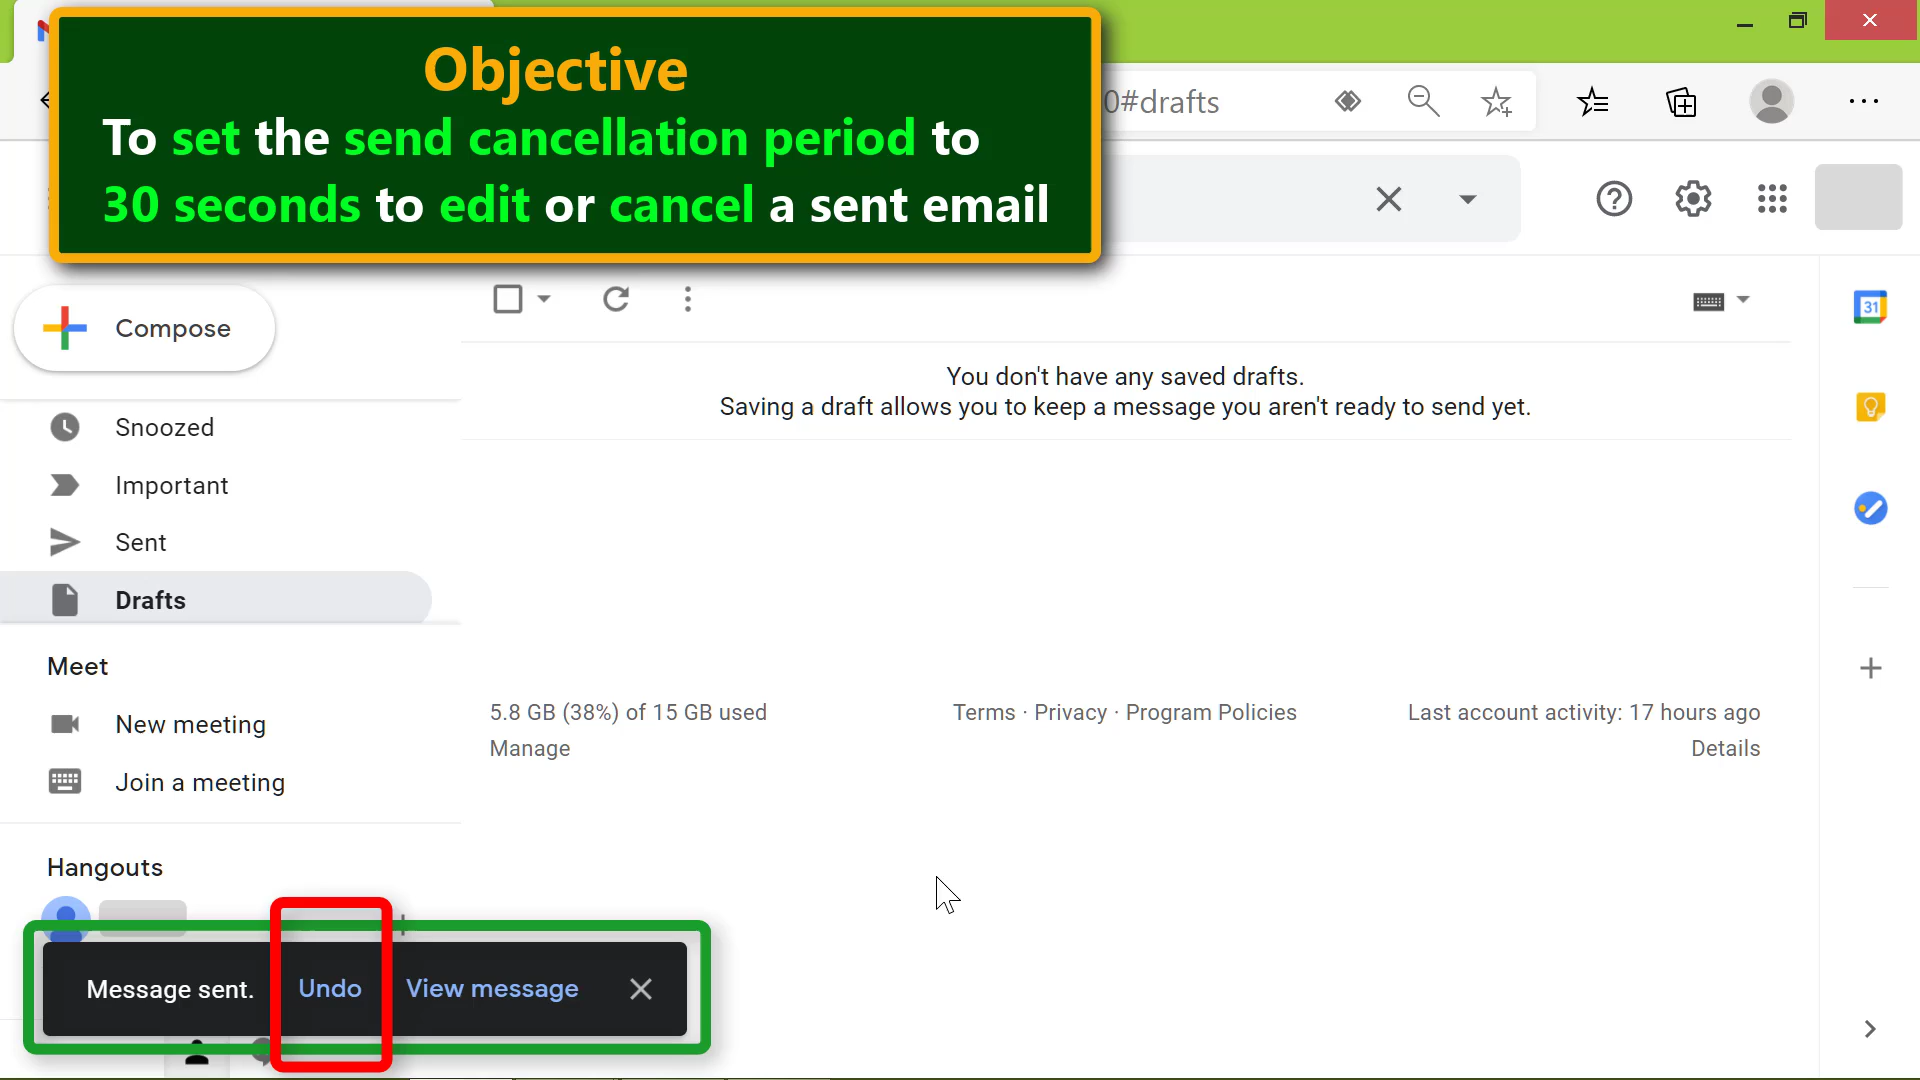 Objective
To set the send cancellation period to
30 seconds to edit or cancel a sent email
0#drafts
Compose
You don't have any saved drafts.
Saving a draft allows you to keep a message you aren't ready to send yet.
Snoozed
Important
Sent
Drafts
Meet
New meeting
Join a meeting
5.8 GB (38%) of 15 GB used
Manage
Terms · Privacy · Program Policies
Last account activity: 17 hours ago
Details
Hangouts
Message sent. Undo View message
31